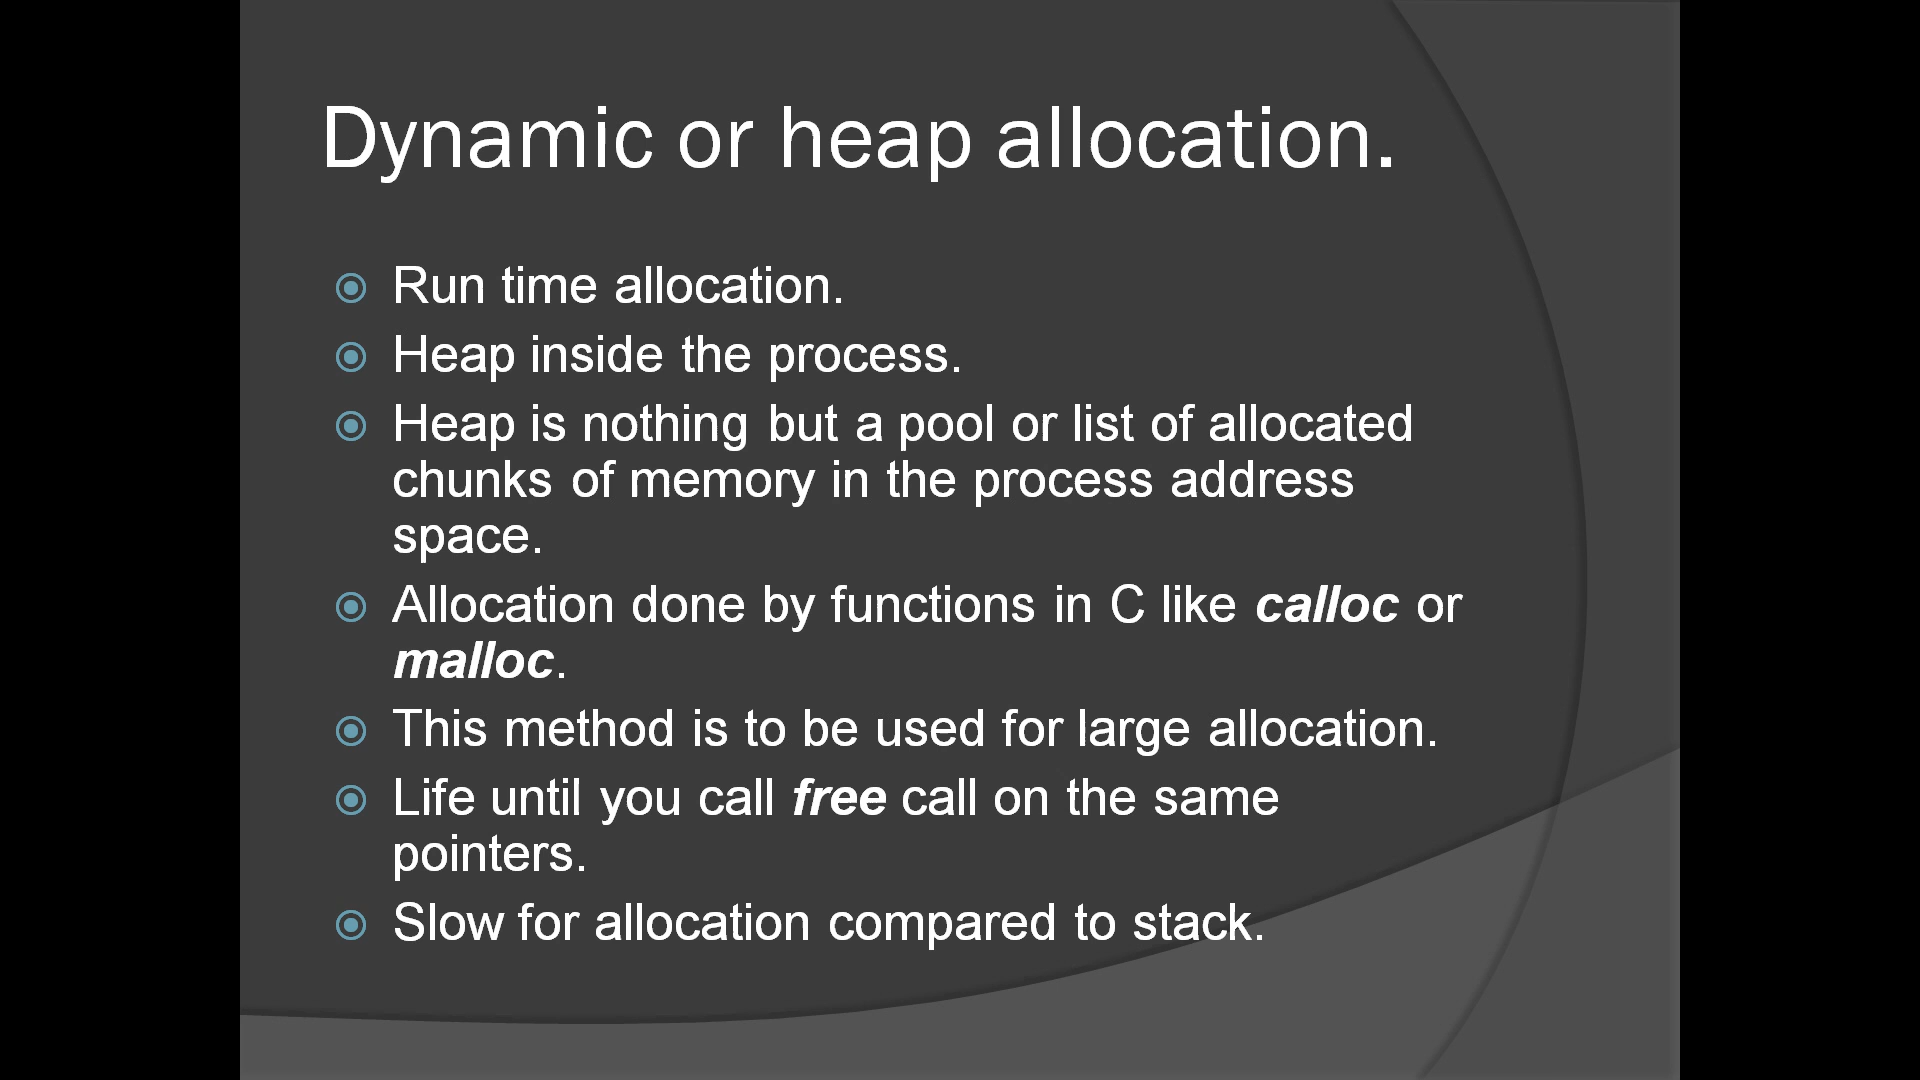 Dynamic or heap allocation.
Run time allocation.
Heap inside the process.
Heap is nothing but a pool or list of allocated
chunks of memory in the process address
space.
Allocation done by functions in C like calloc or
malloc.
This method is to be used for large allocation.
Life until you call free call on the same
pointers.
Slow for allocation compared to stack.